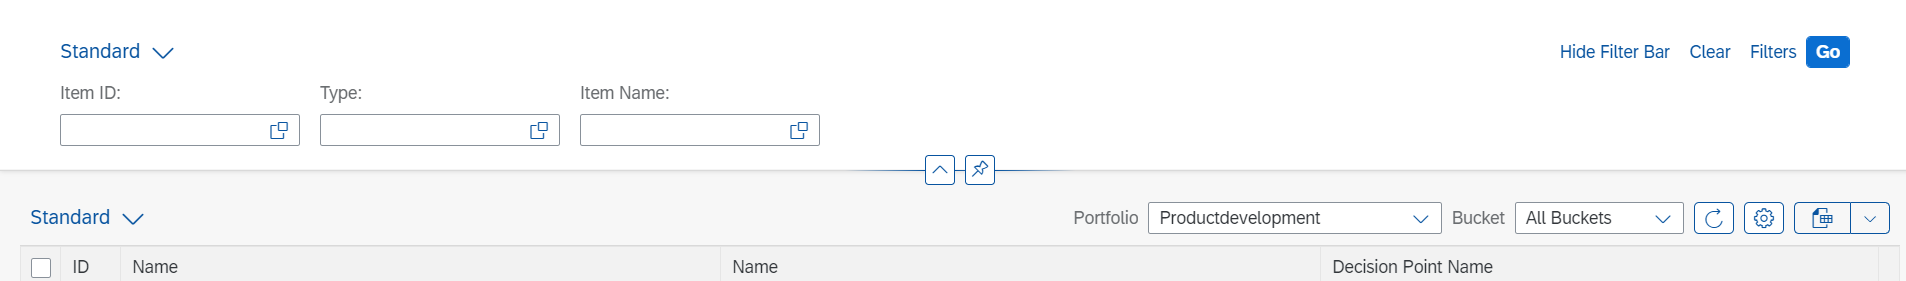 Standard Hide Filter Bar Clear Filters Go
Item ID: Type: Item Name:
Standard Portfolio Productdevelopment Bucket All Buckets
ID Name Name Decision Point Name